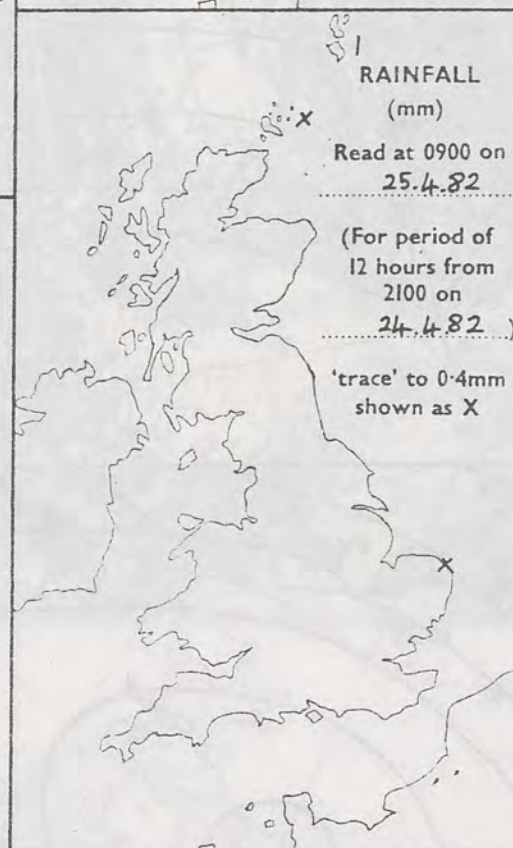 1
RAINFALL
(mm)
X
Read at 0900 on
25.4.82
(For period of
12 hours from
2100 on
24.4.82)
'trace' to 0·4mm
shown as X
X